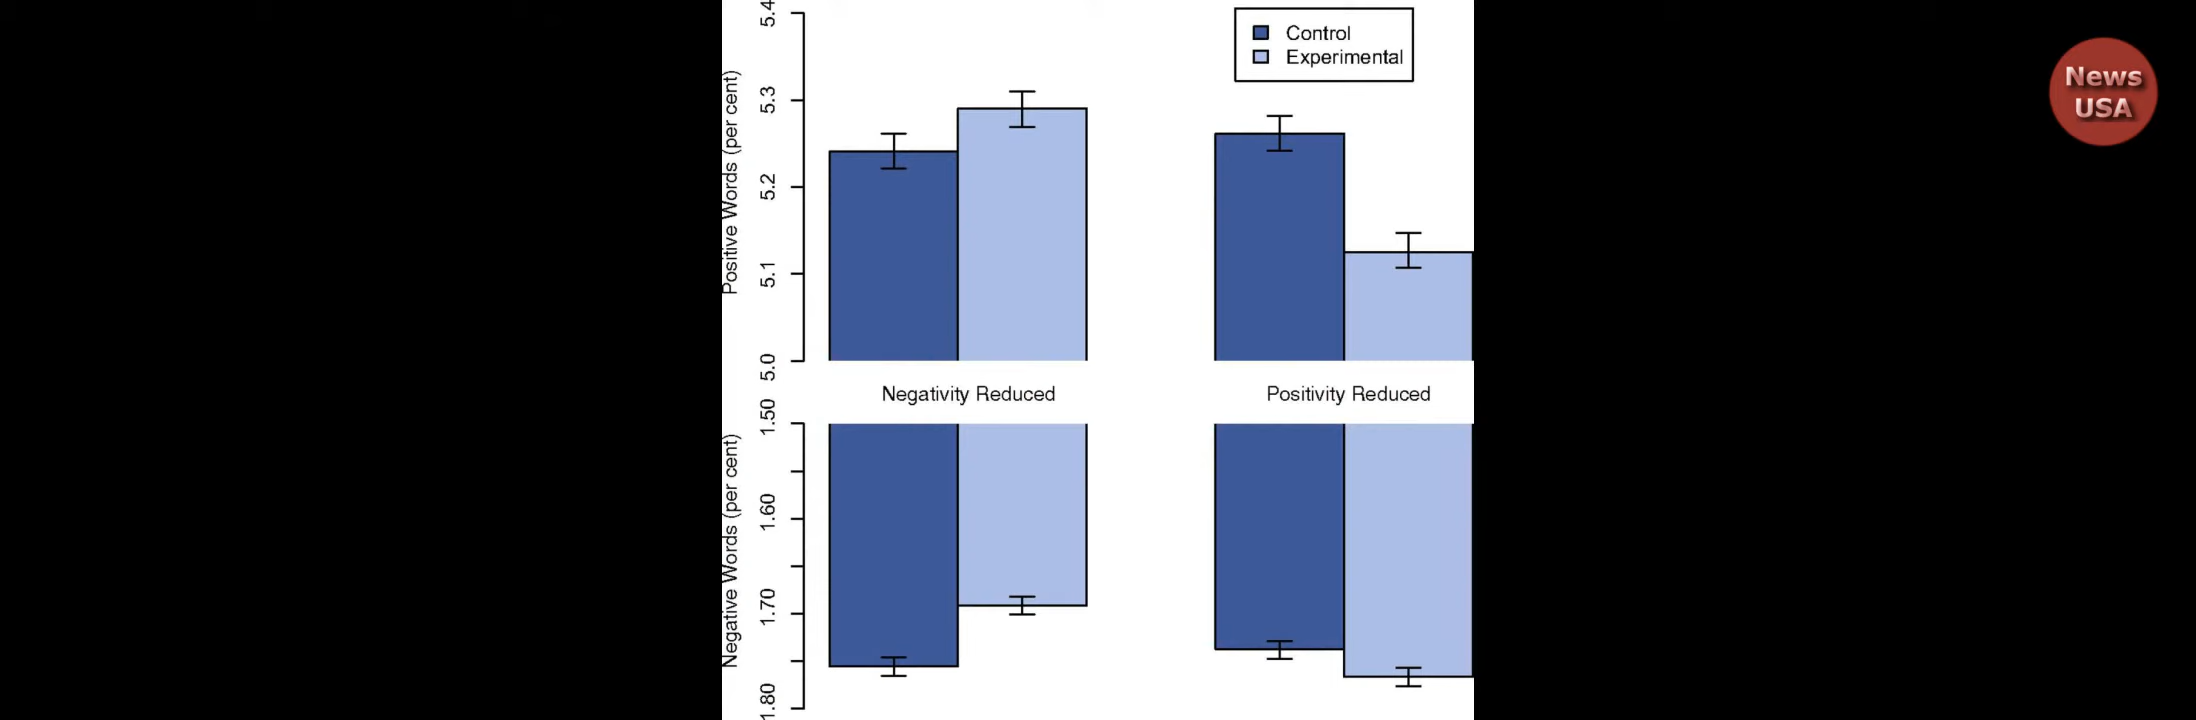 5.4
Control
Experimental
News
USA
Positive Words (per cent)
5.3
5.2
5.1
5.0
Negativity Reduced
Positivity Reduced
1.50
Negative Words (per cent)
1.60
1.70
1.80